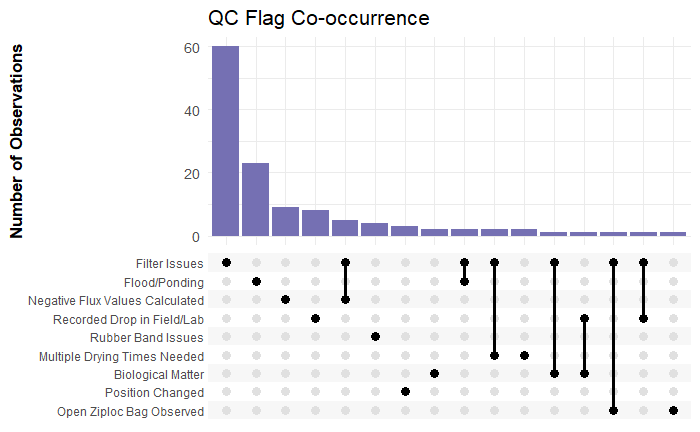 QC Flag Co-occurrence
Number of Observations
60
40
20
0
Filter Issues
Flood/Ponding
Negative Flux Values Calculated
Recorded Drop in Field/Lab
Rubber Band Issues
Multiple Drying Times Needed
Biological Matter
Position Changed
Open Ziploc Bag Observed